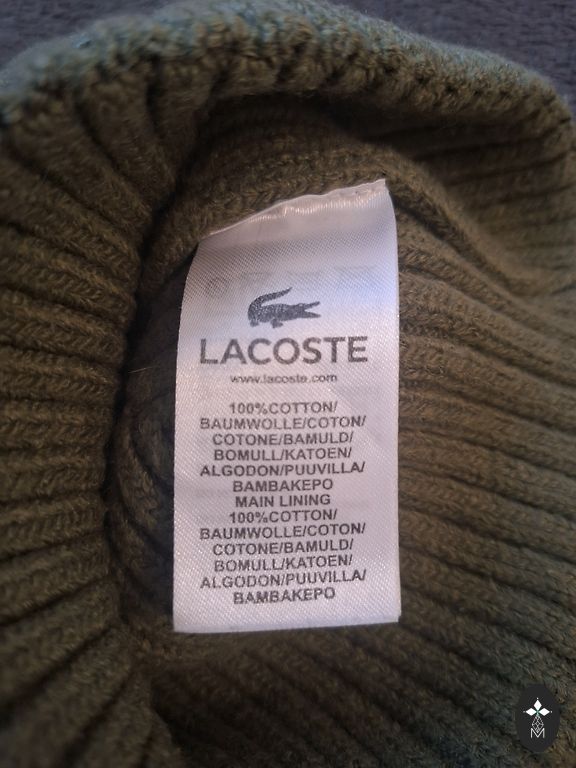 LACOSTE
www.lacoste.com
100%COTTON/
BAUMWOLLE/COTON/
COTONE/BAMULD/
BOMULL/KATOEN/
ALGODON/PUUVILLA/
BAMBAKEPO
MAIN LINING
100%COTTON/
BAUMWOLLE/COTON/
COTONE/BAMULD/
BOMULL/KATOEN/
ALGODON/PUUVILLA/
BAMBAKEPO
M